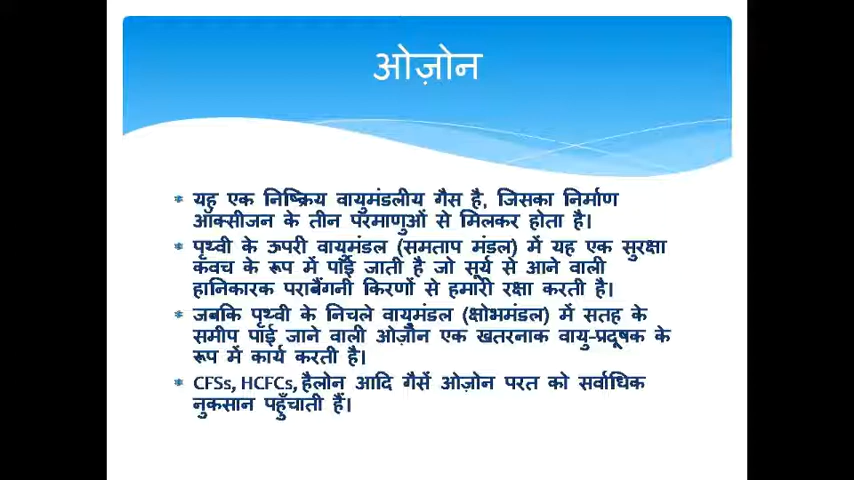 ओज़ोन
यह एक निष्क्रिय वायुमंडलीय गैस है, जिसका निर्माण
ऑक्सीजन के तीन परमाणुओं से मिलकर होता है।
पृथ्वी के ऊपरी वायुमंडल (समताप मंडल) में यह एक सुरक्षा
कवच के रूप में पाई जाती है जो सूर्य से आने वाली
हानिकारक पराबैंगनी किरणों से हमारी रक्षा करती है।
जबकि पृथ्वी के निचले वायुमंडल (क्षोभमंडल) में सतह के
समीप पाई जाने वाली ओज़ोन एक खतरनाक वायु-प्रदूषक के
रूप में कार्य करती है।
CFSs, HCFCs, हैलोन आदि गैसें ओज़ोन परत को सर्वाधिक
नुकसान पहुँचाती हैं।